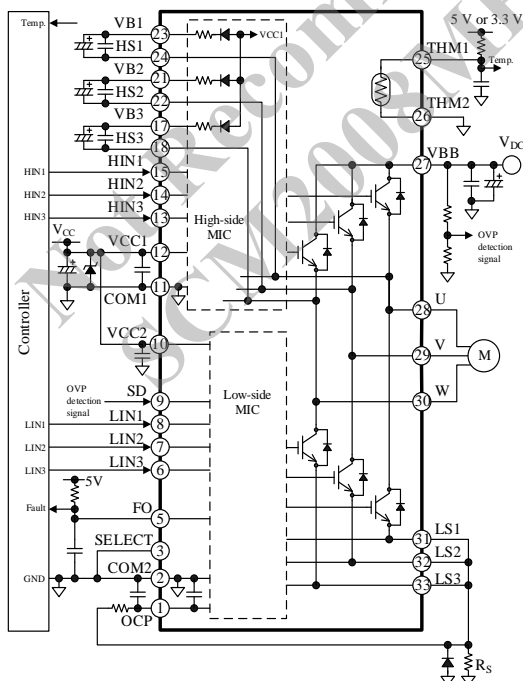 Temp.
VB1
23
HS1
24
VB2
21
HS2
22
VB3
17
HS3
18
HIN1
HIN1
15
HIN2
HIN2
14
HIN3
HIN3
13
VCC
VCC1
12
COM1
11
VCC2
10
OVP
detection
signal
SD
9
LIN1
LIN1
8
LIN2
LIN2
7
LIN3
LIN3
6
5V
Fault
FO
5
SELECT
3
COM2
GND
2
1
OCP
Controller
VCC1
High-side
MIC
Low-side
MIC
5 V or 3.3 V
THM1
25
Temp.
THM2
26
VBB
27
VDC
OVP
detection
signal
U
28
V
29
M
W
30
LS1
31
LS2
32
LS3
33
RS
Not Recom
SCM2008MF